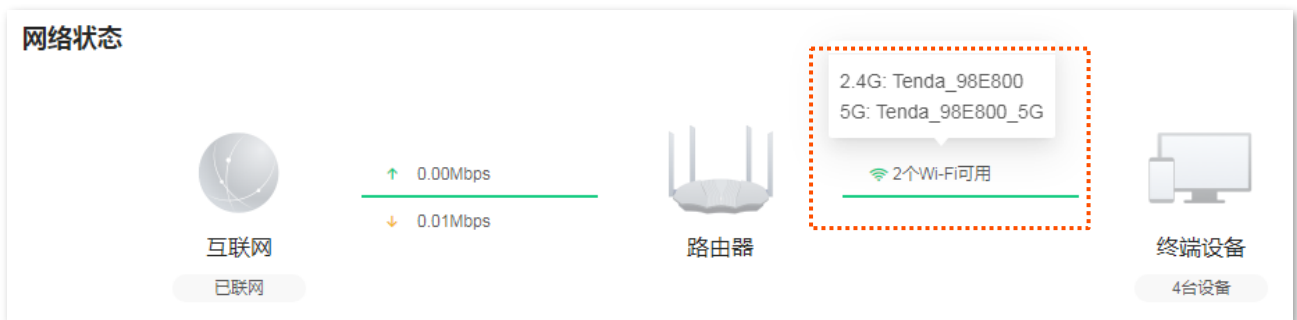 网络状态
2.4G: Tenda_98E800
5G: Tenda_98E800_5G
0.00Mbps
2个Wi-Fi可用
0.01Mbps
互联网
路由器
终端设备
已联网
4台设备